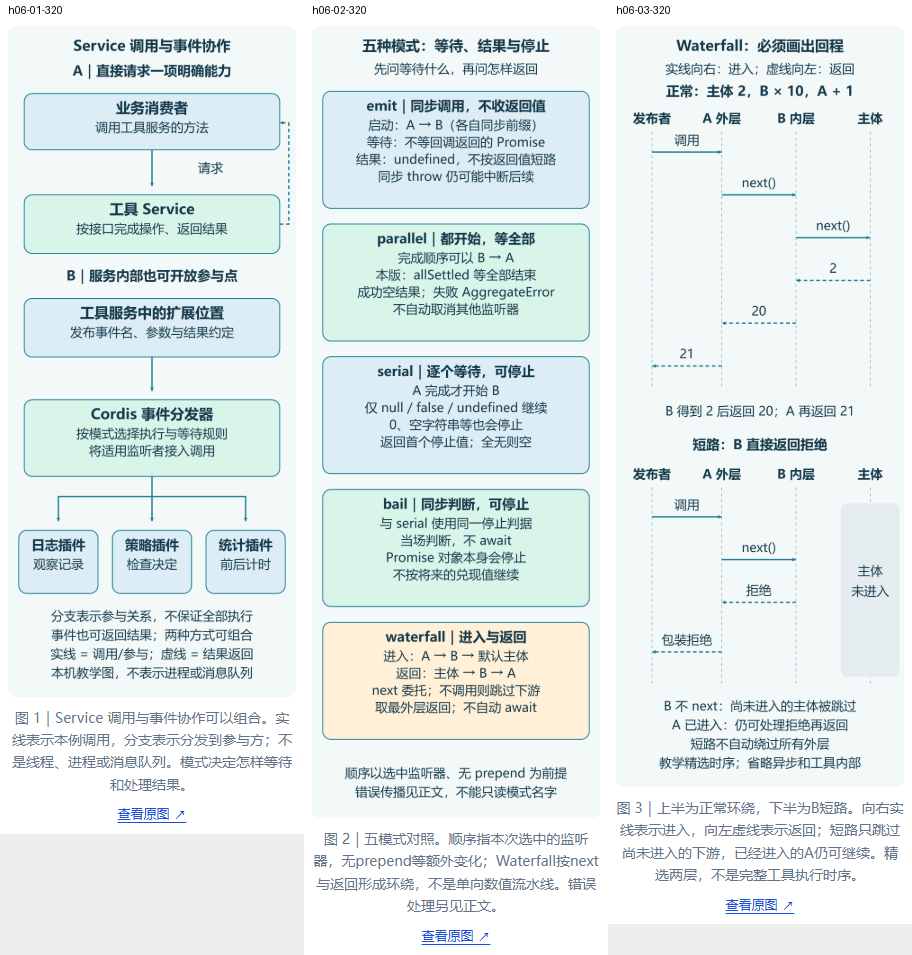 h06-01-320
Service 调用与事件协作
A｜直接请求一项明确能力
业务消费者
调用工具服务的方法
请求
工具 Service
按接口完成操作、返回结果
B｜服务内部也可开放参与点
工具服务中的扩展位置
发布事件名、参数与结果约定
Cordis 事件分发器
按模式选择执行与等待规则
将适用监听者接入调用
日志插件
观察记录
策略插件
检查决定
统计插件
前后计时
分支表示参与关系，不保证全部执行
事件也可返回结果；两种方式可组合
实线 = 调用/参与；虚线 = 结果返回
本机教学图，不表示进程或消息队列
图 1｜Service 调用与事件协作可以组合。实
线表示本例调用，分支表示分发到参与方；不
是线程、进程或消息队列。模式决定怎样等待
和处理结果。
查看原图 ↗
h06-02-320
五种模式：等待、结果与停止
先问等待什么，再问怎样返回
emit｜同步调用，不收返回值
启动：A → B（各自同步前缀）
等待：不等回调返回的 Promise
结果：undefined，不按返回值短路
同步 throw 仍可能中断后续
parallel｜都开始，等全部
完成顺序可以 B → A
本版：allSettled 等全部结束
成功空结果；失败 AggregateError
不自动取消其他监听器
serial｜逐个等待，可停止
A 完成才开始 B
仅 null / false / undefined 继续
0、空字符串等也会停止
返回首个停止值；全无则空
bail｜同步判断，可停止
与 serial 使用同一停止判据
当场判断，不 await
Promise 对象本身会停止
不按将来的兑现值继续
waterfall｜进入与返回
进入：A → B → 默认主体
返回：主体 → B → A
next 委托；不调用则跳过下游
取最外层返回；不自动 await
顺序以选中监听器、无 prepend 为前提
错误传播见正文，不能只读模式名字
图 2｜五模式对照。顺序指本次选中的监听
器，无prepend等额外变化；Waterfall按next
与返回形成环绕，不是单向数值流水线。错误
处理另见正文。
查看原图 ↗
h06-03-320
Waterfall：必须画出回程
实线向右：进入；虚线向左：返回
正常：主体 2，B × 10，A + 1
发布者
A 外层
B 内层
主体
调用
next()
next()
2
20
21
B 得到 2 后返回 20；A 再返回 21
短路：B 直接返回拒绝
发布者
A 外层
B 内层
主体
调用
next()
主体
未进入
拒绝
包装拒绝
B 不 next：尚未进入的主体被跳过
A 已进入：仍可处理拒绝再返回
短路不自动绕过所有外层
教学精选时序；省略异步和工具内部
图 3｜上半为正常环绕，下半为B短路。向右实
线表示进入，向左虚线表示返回；短路只跳过
尚未进入的下游，已经进入的A仍可继续。精
选两层，不是完整工具执行时序。
查看原图 ↗